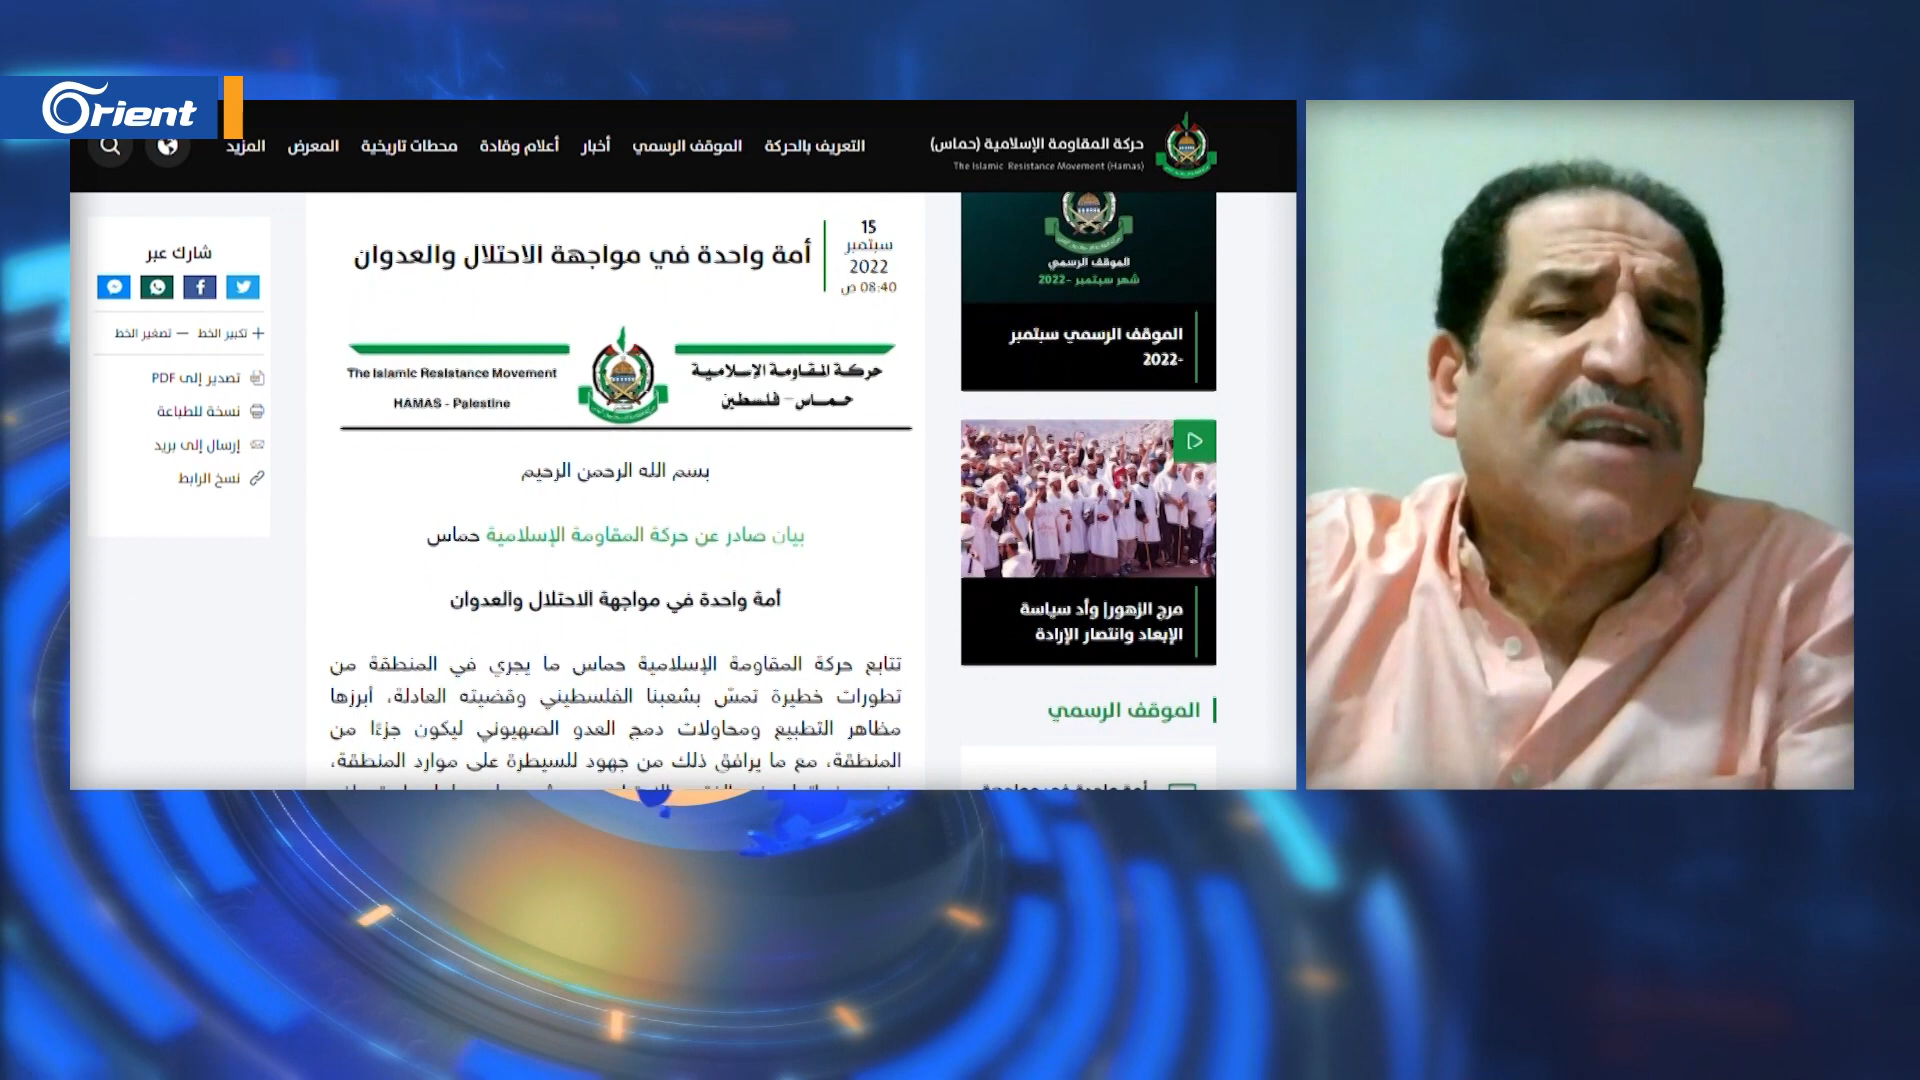 Orient
حركة المقاومة الإسلامية (حماس)
The Islamic Resistance Movement (Hamas)
التعريف بالحركة
الموقف الرسمي
أخبار
أعلام وقادة
محطات تاريخية
المعرض
المزيد
الموقف الرسمي
شهر سبتمبر -2022
الموقف الرسمي سبتمبر
-2022
مرج الزهور| وأد سياسة
الإبعاد وانتصار الإرادة
الموقف الرسمي
15
سبتمبر
2022
08:40 ص
أمة واحدة في مواجهة الاحتلال والعدوان
حركة المقاومة الإسلامية
حماس - فلسطين
The Islamic Resistance Movement
HAMAS - Palestine
بسم الله الرحمن الرحيم
بيان صادر عن حركة المقاومة الإسلامية حماس
أمة واحدة في مواجهة الاحتلال والعدوان
تتابع حركة المقاومة الإسلامية حماس ما يجري في المنطقة من
تطورات خطيرة تمسّ بشعبنا الفلسطيني وقضيته العادلة، أبرزها
مظاهر التطبيع ومحاولات دمج العدو الصهيوني ليكون جزءًا من
المنطقة، مع ما يرافق ذلك من جهود للسيطرة على موارد المنطقة،
شارك عبر
+ تكبير الخط — تصغير الخط
تصدير إلى PDF
نسخة للطباعة
إرسال إلى بريد
نسخ الرابط